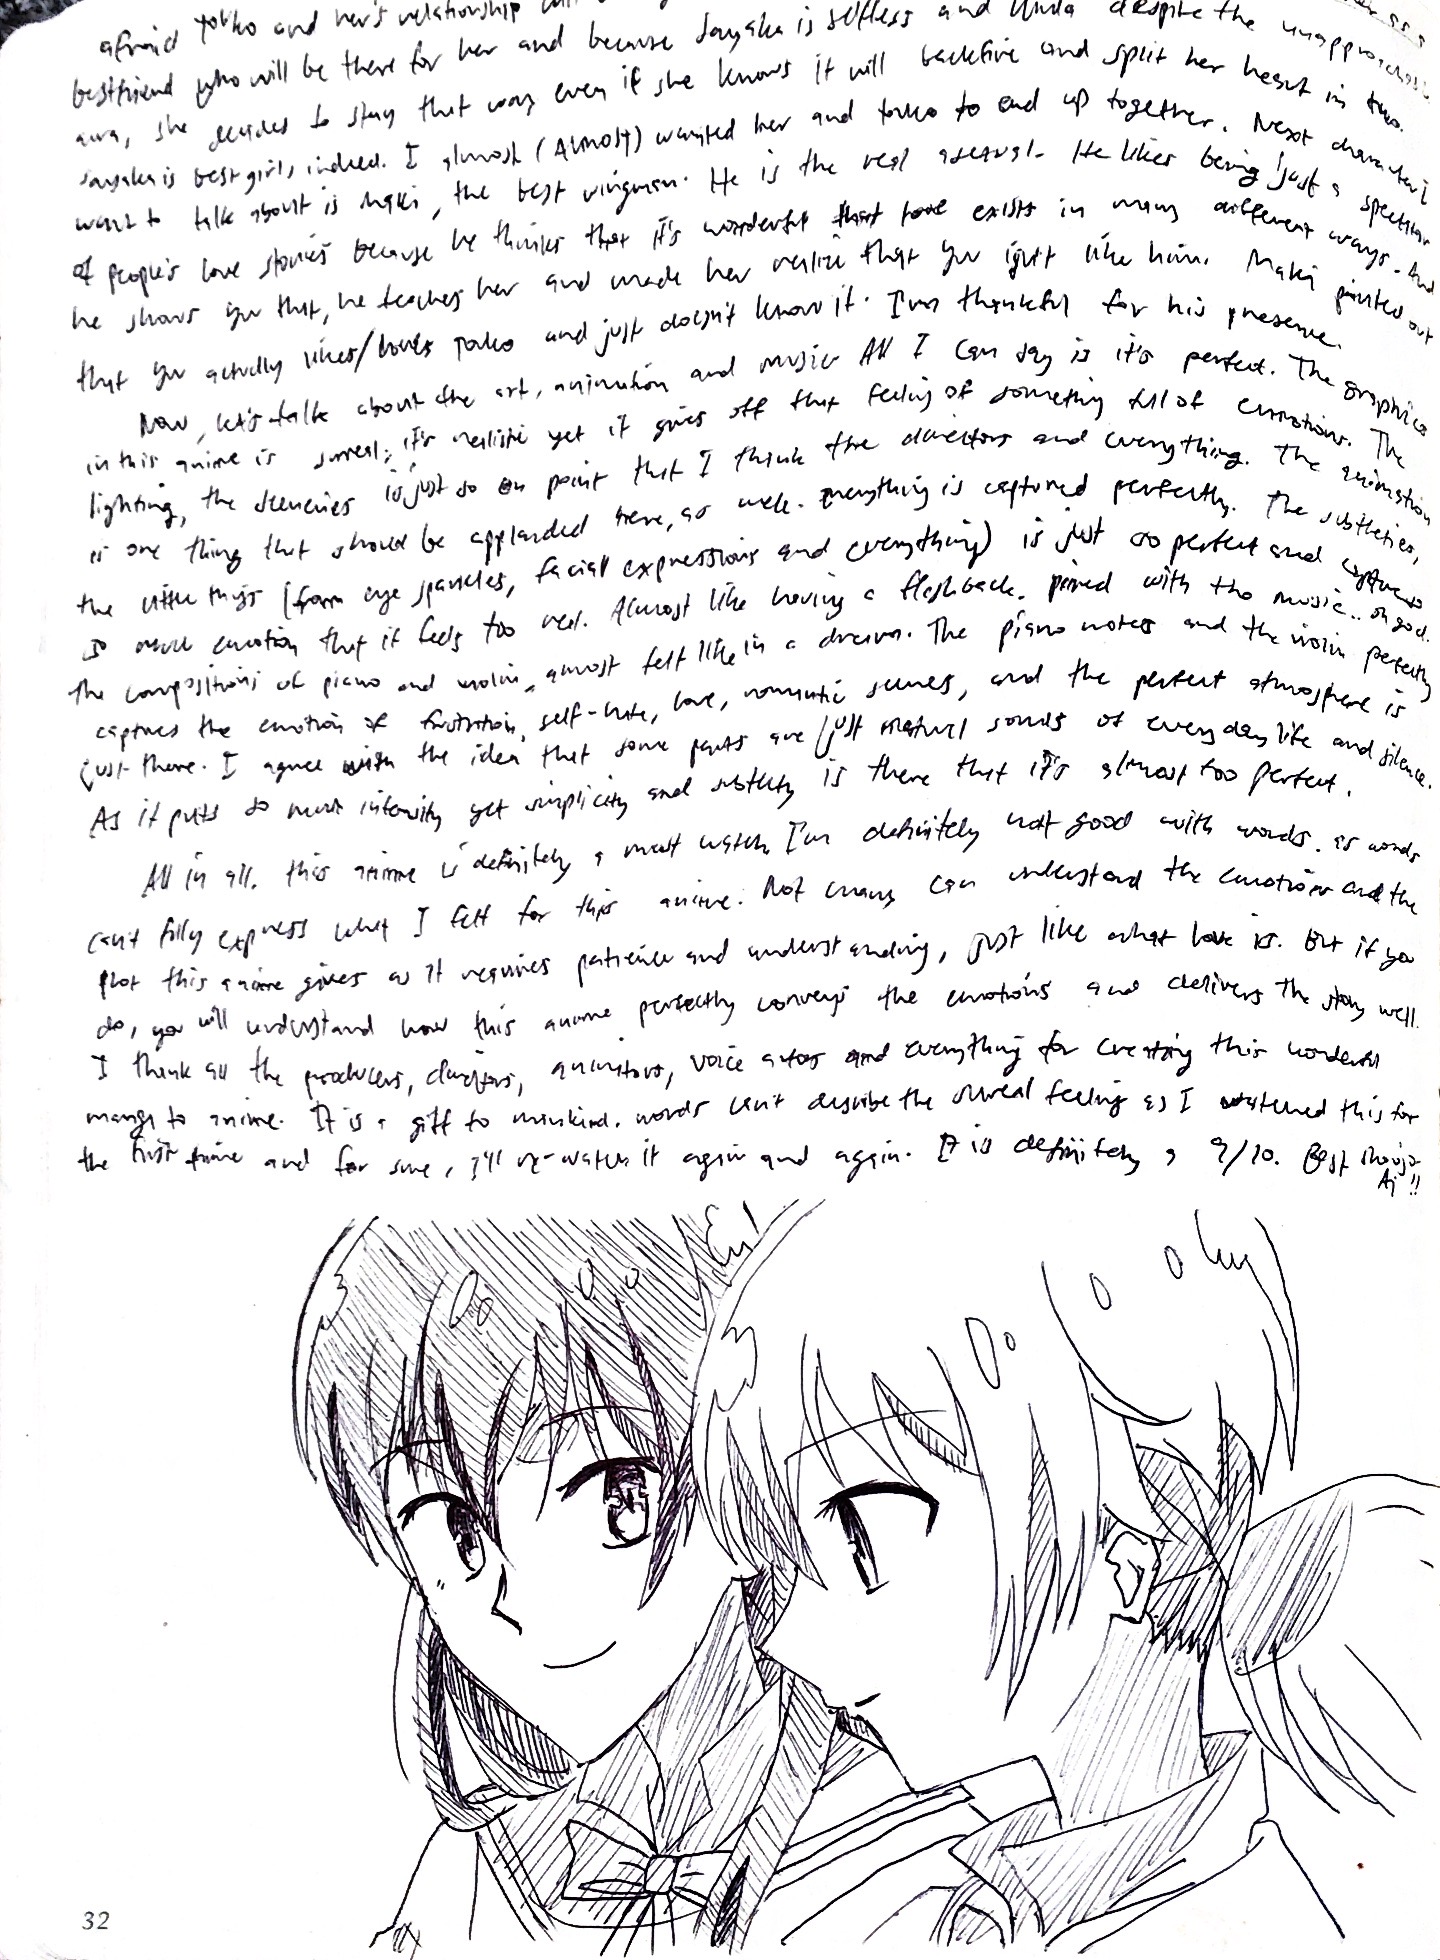 afraid Touko and her's relationship
bestfriend who will be there for her and because Sayaka is selfless and kinda despite the unapproachable
aura, she decides to stay that way even if she knows it will backfire and split her heart in two.
Sayaka is best girl, indeed. I almost (ALMOST) wanted her and Touko to end up together. Next character I
want to talk about is Maki, the best wingman. He is the real asexual. He likes being just a spectator
of people's love stories because he thinks that it's wonderful that love exists in many different ways. And
he shows Yuu that, he teaches her and made her realize that Yuu isn't like him. Maki pointed out
that Yuu actually likes/loves Touko and just doesn't know it. I'm thankful for his presence.
Now, let's talk about the art, animation and music. All I can say is it's perfect. The graphics
in this anime is surreal; it's realistic yet it gives off that feeling of something full of emotions. The
lighting, the sceneries is just so on point that I think the directors and everything. The animation
is one thing that should be applauded here, as well. Everything is captured perfectly. The subtleties,
the little things (from eye sparcles, facial expressions and everything) is just so perfect and captures
so much emotion that it feels too real. Almost like having a flashback. Paired with the music.. oh god.
The compositions of piano and violin, almost felt like in a dream. The piano notes and the violin perfectly
captures the emotion of frustration, self-hate, love, romantic scenes, and the perfect atmosphere is
just there. I agree with the idea that some parts are just natural sounds of everyday life and silence.
As it puts so much intensity yet simplicity and subtlety is there that it's almost too perfect.
All in all, this anime is definitely a must watch. I'm definitely not good with words, as words
can't fully express what I felt for this anime. Not many can understand the emotions and the
plot this anime gives as it requires patience and understanding, just like what love is. But if you
do, you will understand how this anime perfectly conveys the emotions and delivers the story well.
I thank all the producers, directors, animators, voice actors and everything for creating this wonderful
manga to anime. It is a gift to mankind. Words can't describe the surreal feeling as I watched this for
the first time and for sure, I'll re-watch it again and again. It is definitely a 9/10. Best Shoujo
Ai!!
32